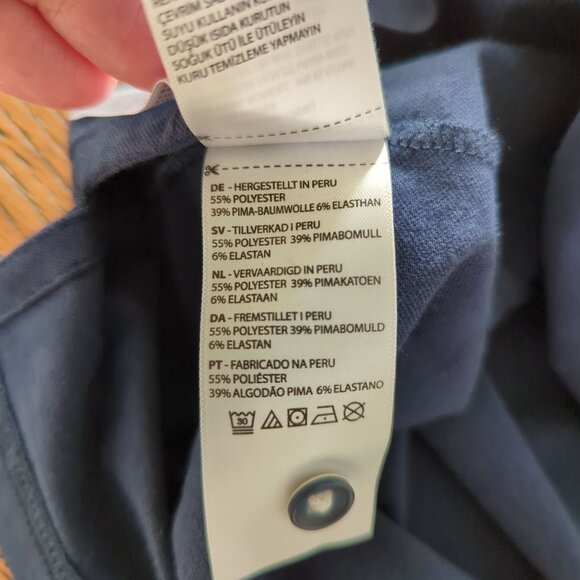 ÇEVRİM
SUYU KULLANIN
DÜŞÜK ISIDA KURUTUN
SOĞUK ÜTÜ İLE ÜTÜLEYİN
KURU TEMİZLEME YAPMAYIN
DE - HERGESTELLT IN PERU
55% POLYESTER
39% PIMA-BAUMWOLLE 6% ELASTHAN
SV - TILLVERKAD I PERU
55% POLYESTER 39% PIMABOMULL
6% ELASTAN
NL - VERVAARDIGD IN PERU
55% POLYESTER 39% PIMAKATOEN
6% ELASTAAN
DA - FREMSTILLET I PERU
55% POLYESTER 39% PIMABOMULD
6% ELASTAN
PT - FABRICADO NA PERU
55% POLIÉSTER
39% ALGODÃO PIMA 6% ELASTANO
30